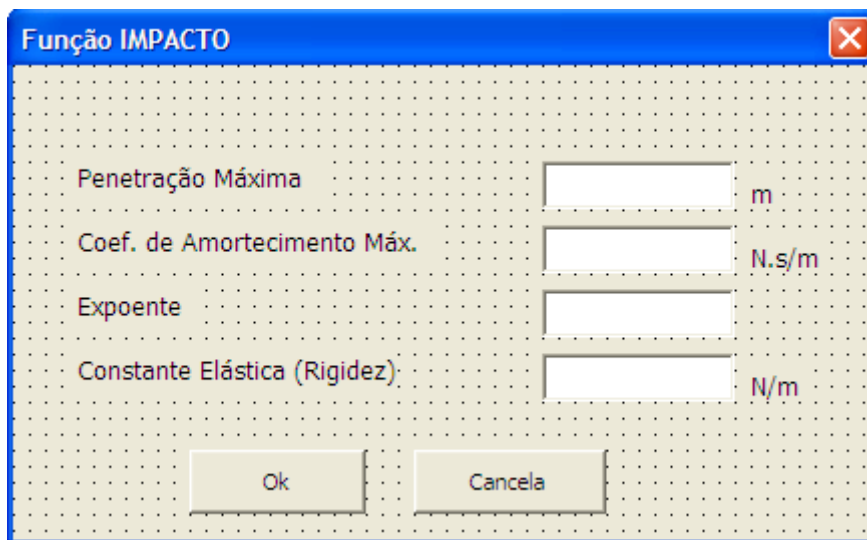 Função IMPACTO
Penetração Máxima m
Coef. de Amortecimento Máx. N.s/m
Expoente
Constante Elástica (Rigidez) N/m
Ok Cancela